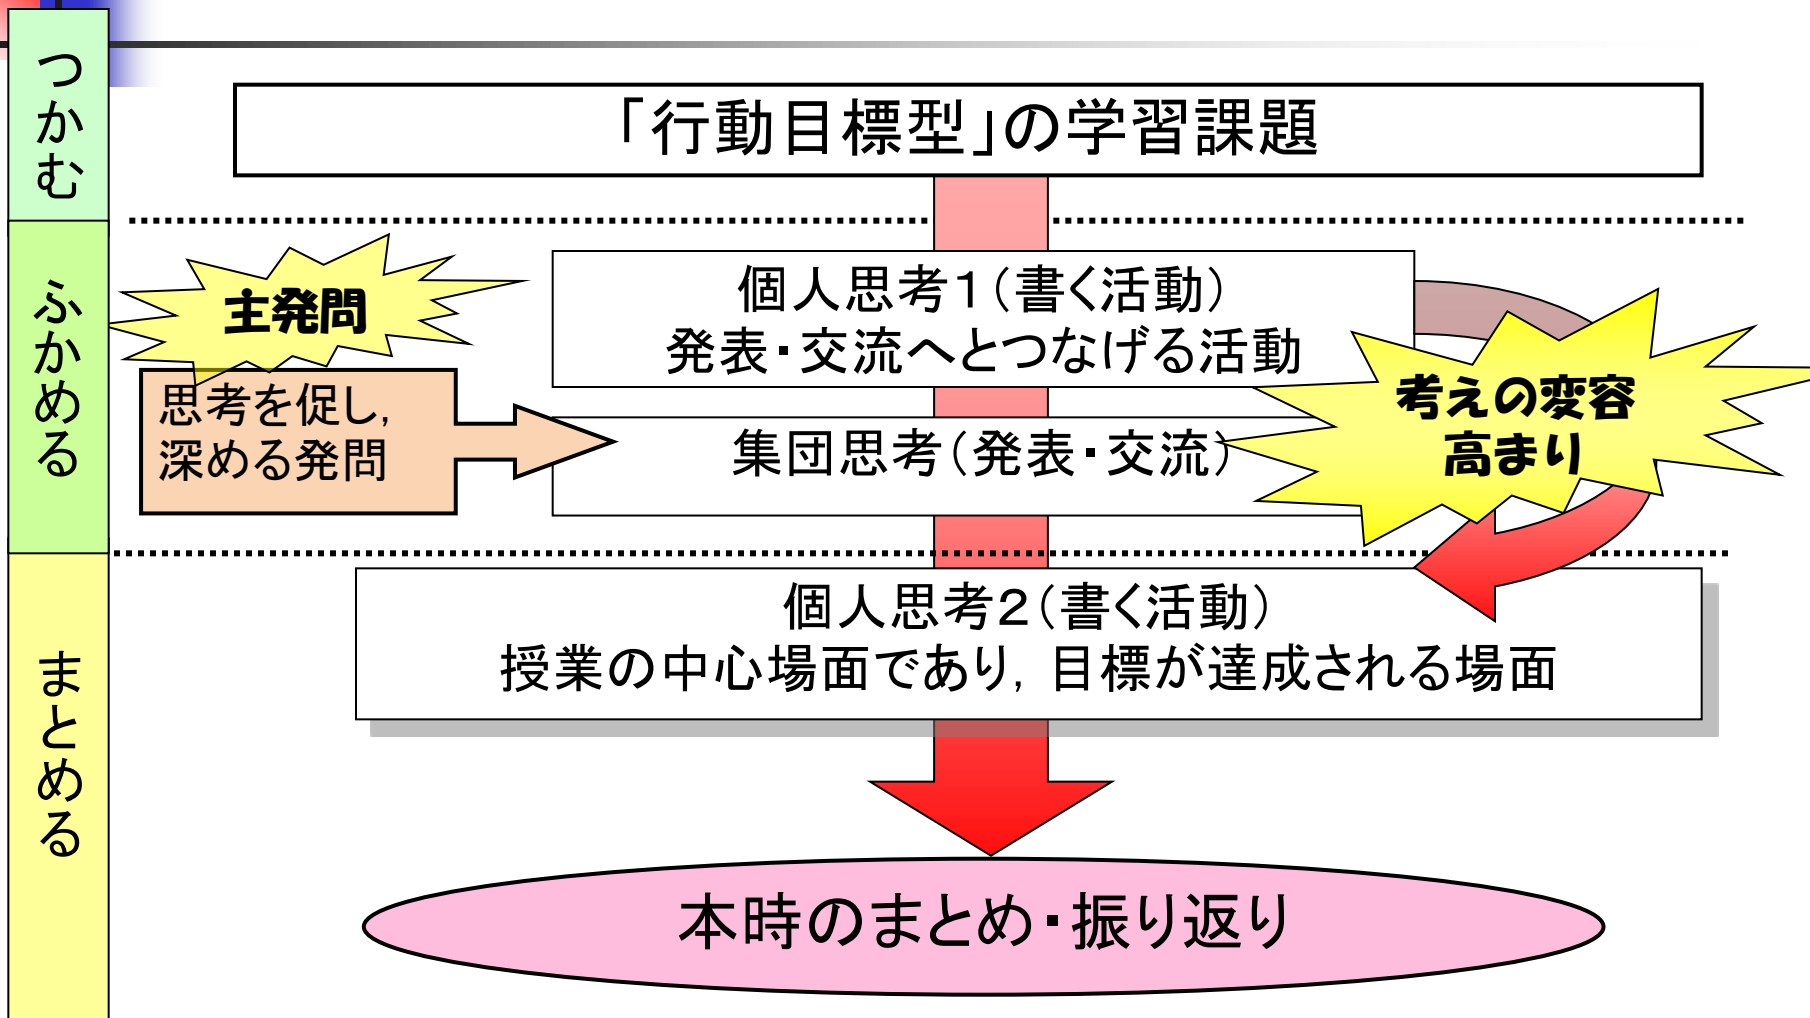 つかむ
「行動目標型」の学習課題
ふかめる
主発問
個人思考１（書く活動）
発表・交流へとつなげる活動
思考を促し，
深める発問
集団思考（発表・交流）
考えの変容
高まり
まとめる
個人思考２（書く活動）
授業の中心場面であり，目標が達成される場面
本時のまとめ・振り返り